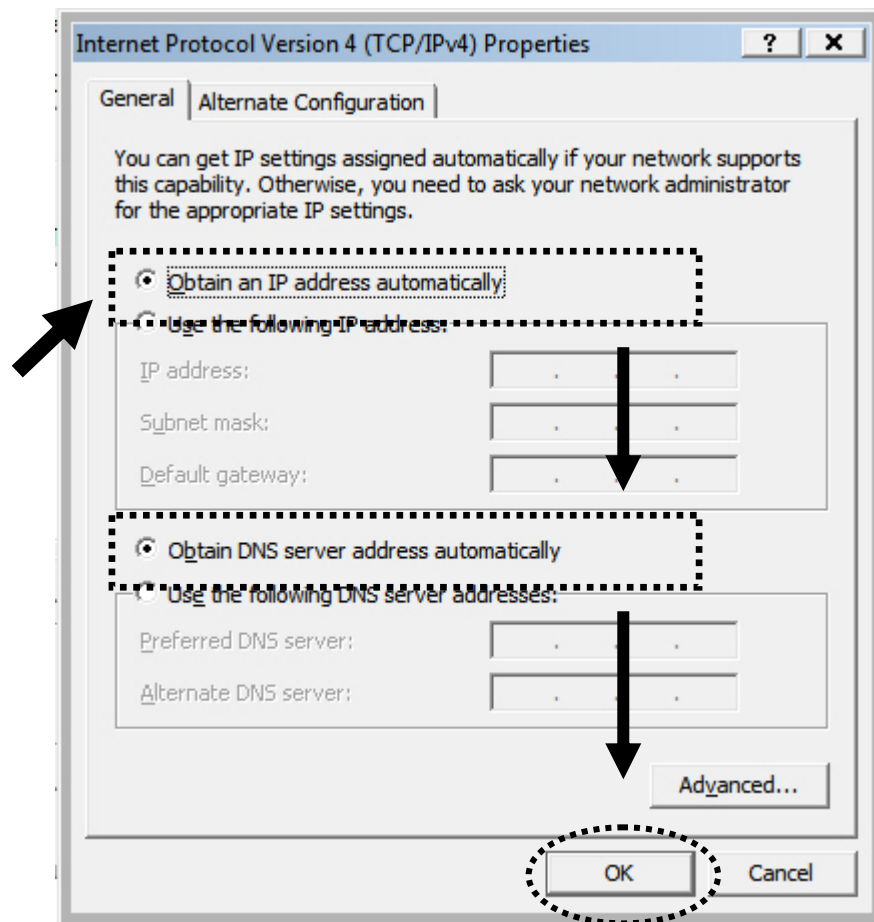 Internet Protocol Version 4 (TCP/IPv4) Properties
General
Alternate Configuration
You can get IP settings assigned automatically if your network supports
this capability. Otherwise, you need to ask your network administrator
for the appropriate IP settings.
Obtain an IP address automatically
Use the following IP address:
IP address:
Subnet mask:
Default gateway:
Obtain DNS server address automatically
Use the following DNS server addresses:
Preferred DNS server:
Alternate DNS server:
Advanced...
OK
Cancel